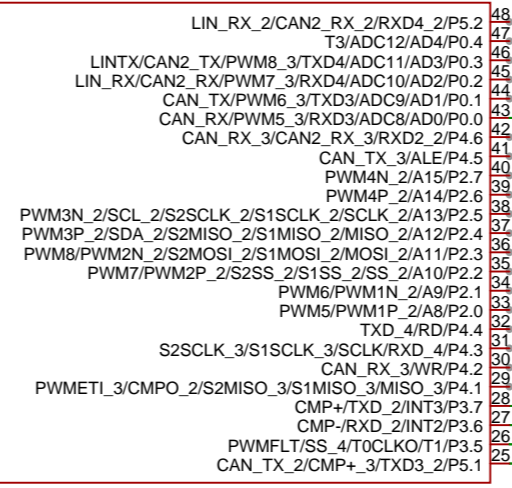 LIN_RX_2/CAN2_RX_2/RXD4_2/P5.2 48
T3/ADC12/AD4/P0.4 47
LINTX/CAN2_TX/PWM8_3/TXD4/ADC11/AD3/P0.3 46
LIN_RX/CAN2_RX/PWM7_3/RXD4/ADC10/AD2/P0.2 45
CAN_TX/PWM6_3/TXD3/ADC9/AD1/P0.1 44
CAN_RX/PWM5_3/RXD3/ADC8/AD0/P0.0 43
CAN_RX_3/CAN2_RX_3/RXD2_2/P4.6 42
CAN_TX_3/ALE/P4.5 41
PWM4N_2/A15/P2.7 40
PWM4P_2/A14/P2.6 39
PWM3N_2/SCL_2/S2SCLK_2/S1SCLK_2/SCLK_2/A13/P2.5 38
PWM3P_2/SDA_2/S2MISO_2/S1MISO_2/MISO_2/A12/P2.4 37
PWM8/PWM2N_2/S2MOSI_2/S1MOSI_2/MOSI_2/A11/P2.3 36
PWM7/PWM2P_2/S2SS_2/S1SS_2/SS_2/A10/P2.2 35
PWM6/PWM1N_2/A9/P2.1 34
PWM5/PWM1P_2/A8/P2.0 33
TXD_4/RD/P4.4 32
S2SCLK_3/S1SCLK_3/SCLK/RXD_4/P4.3 31
CAN_RX_3/WR/P4.2 30
PWMETI_3/CMPO_2/S2MISO_3/S1MISO_3/MISO_3/P4.1 29
CMP+/TXD_2/INT3/P3.7 28
CMP-/RXD_2/INT2/P3.6 27
PWMFLT/SS_4/T0CLKO/T1/P3.5 26
CAN_TX_2/CMP+_3/TXD3_2/P5.1 25